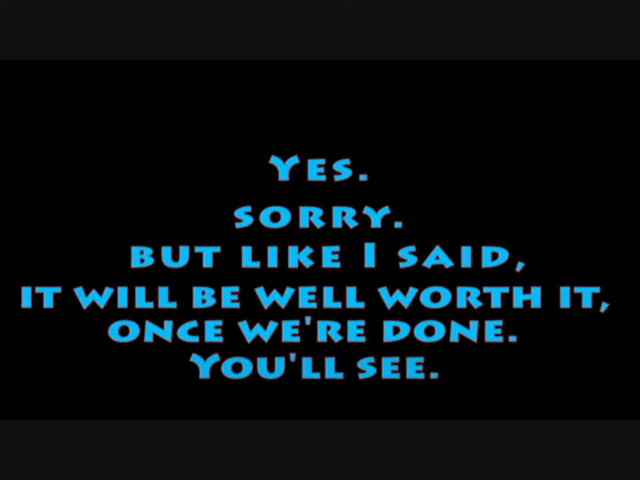 Yes.
sorry.
but like I said,
it will be well worth it,
once we're done.
You'll see.